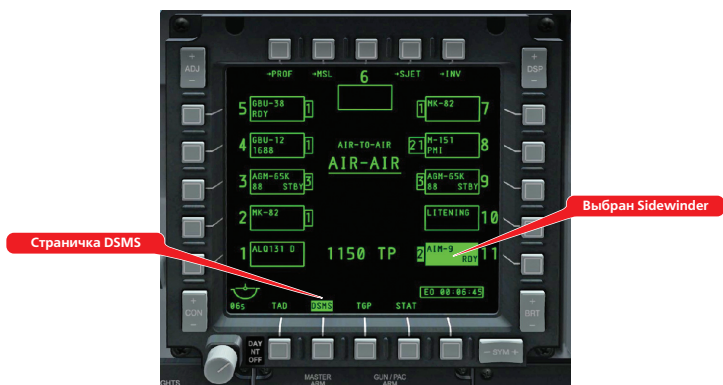 →PROF →MSL 6 →SJET →INV
ADJ
DSP
5 GBU-38 1
RDY
1 MK-82 7
4 GBU-12 1
1688
AIR-TO-AIR
21 M-151 8
PMI
AIR-AIR
3 AGM-65K 3
88 STBY
3 AGM-65K 9
88 STBY
2 MK-82 1
LITENING 10
Выбран Sidewinder
Страничка DSMS
1 ALQ131 D
1150 TP
2 AIM-9 11
RDY
EO 00:06:45
06s TAD DSMS TGP STAT
CON
BRT
DAY
NT
OFF
- SYM +
MASTER
ARM
GUN / PAC
ARM